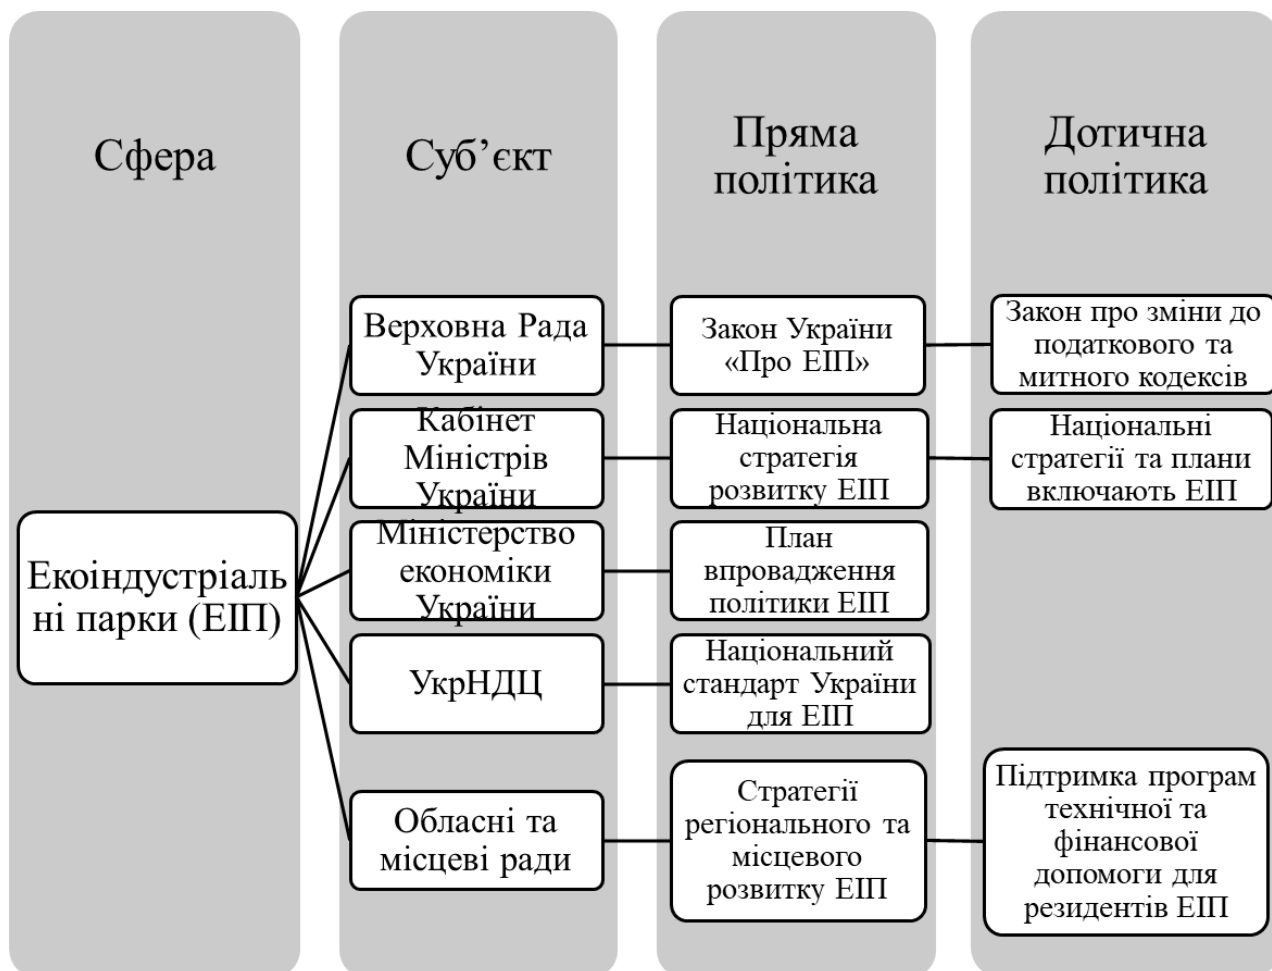 Сфера
Суб’єкт
Пряма
політика
Дотична
політика
Екоіндустріаль
ні парки (ЕІП)
Верховна Рада
України
Закон України
«Про ЕІП»
Закон про зміни до
податкового та
митного кодексів
Кабінет
Міністрів
України
Національна
стратегія
розвитку ЕІП
Національні
стратегії та плани
включають ЕІП
Міністерство
економіки
України
План
впровадження
політики ЕІП
УкрНДЦ
Національний
стандарт України
для ЕІП
Обласні та
місцеві ради
Стратегії
регіонального та
місцевого
розвитку ЕІП
Підтримка програм
технічної та
фінансової
допомоги для
резидентів ЕІП